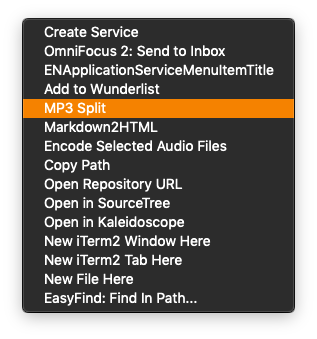 Create Service
OmniFocus 2: Send to Inbox
ENApplicationServiceMenuItemTitle
Add to Wunderlist
MP3 Split
Markdown2HTML
Encode Selected Audio Files
Copy Path
Open Repository URL
Open in SourceTree
Open in Kaleidoscope
New iTerm2 Window Here
New iTerm2 Tab Here
New File Here
EasyFind: Find In Path...